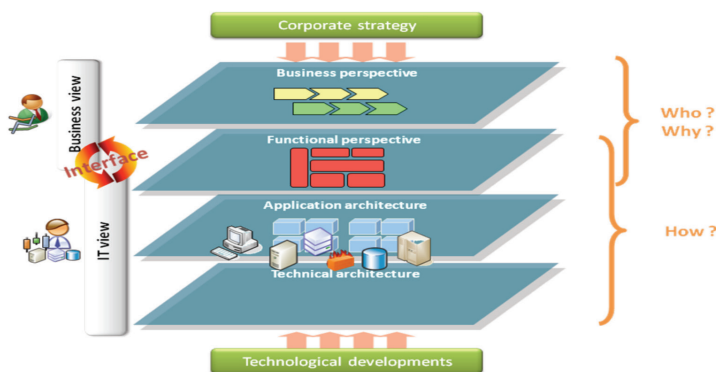 Corporate strategy
Business perspective
Business view
Who ?
Why ?
Functional perspective
Interface
Application architecture
IT view
How ?
Technical architecture
Technological developments